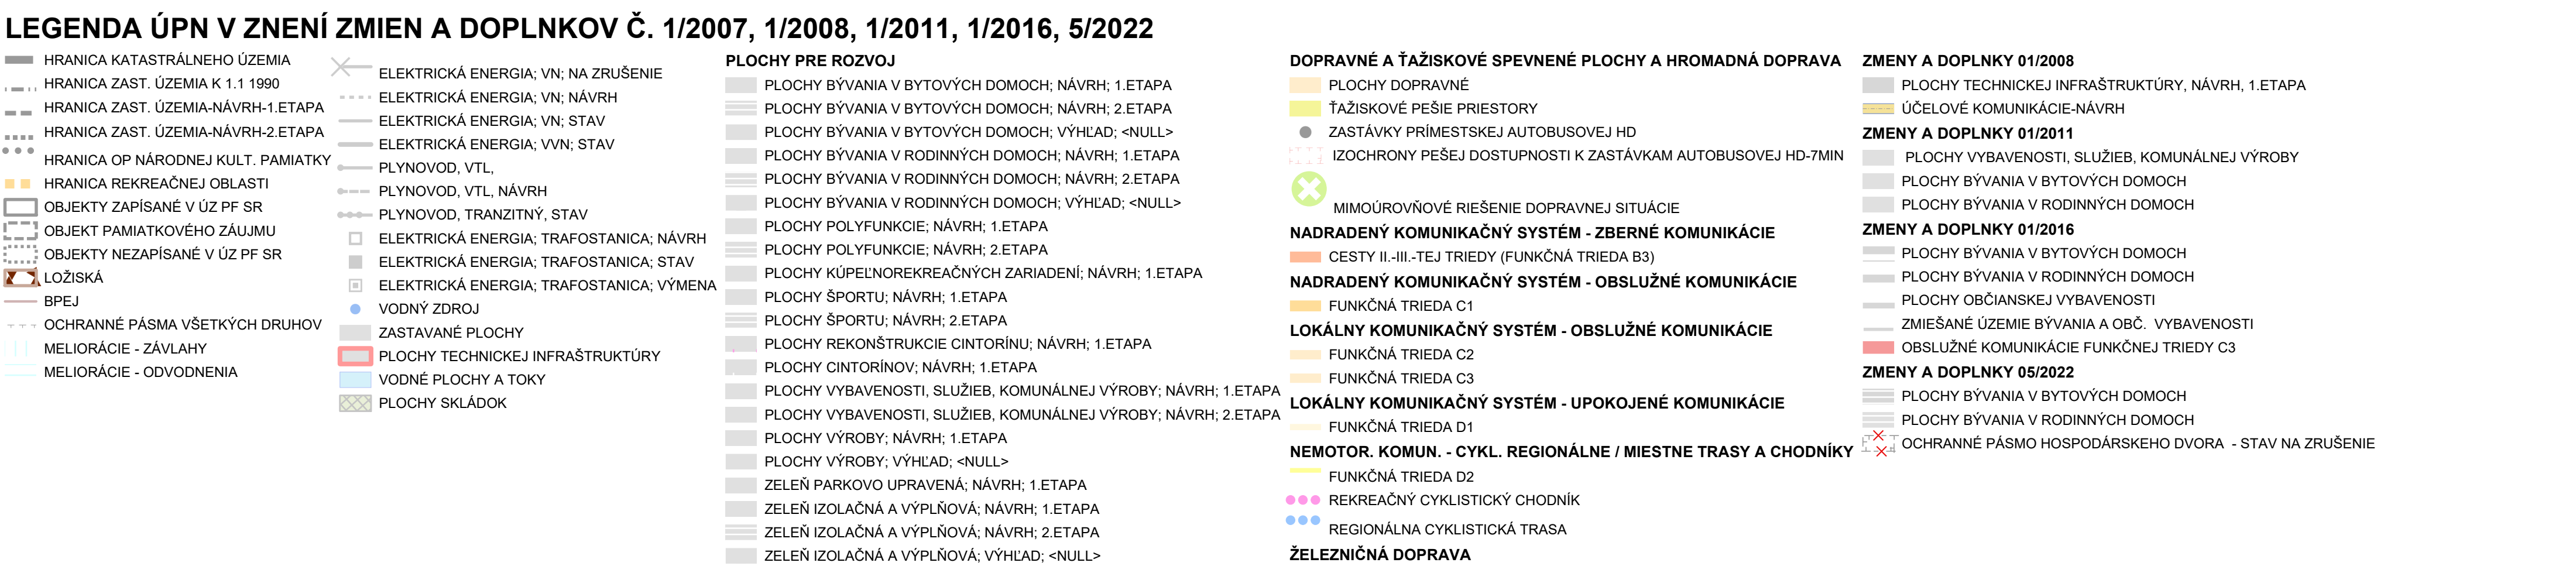 LEGENDA ÚPN V ZNENÍ ZMIEN A DOPLNKOV Č. 1/2007, 1/2008, 1/2011, 1/2016, 5/2022
HRANICA KATASTRÁLNEHO ÚZEMIA
HRANICA ZAST. ÚZEMIA K 1.1 1990
HRANICA ZAST. ÚZEMIA-NÁVRH-1.ETAPA
HRANICA ZAST. ÚZEMIA-NÁVRH-2.ETAPA
HRANICA OP NÁRODNEJ KULT. PAMIATKY
HRANICA REKREAČNEJ OBLASTI
OBJEKTY ZAPÍSANÉ V ÚZ PF SR
OBJEKT PAMIATKOVÉHO ZÁUJMU
OBJEKTY NEZAPÍSANÉ V ÚZ PF SR
LOŽISKÁ
BPEJ
OCHRANNÉ PÁSMA VŠETKÝCH DRUHOV
MELIORÁCIE - ZÁVLAHY
MELIORÁCIE - ODVODNENIA
ELEKTRICKÁ ENERGIA; VN; NA ZRUŠENIE
ELEKTRICKÁ ENERGIA; VN; NÁVRH
ELEKTRICKÁ ENERGIA; VN; STAV
ELEKTRICKÁ ENERGIA; VVN; STAV
PLYNOVOD, VTL,
PLYNOVOD, VTL, NÁVRH
PLYNOVOD, TRANZITNÝ, STAV
ELEKTRICKÁ ENERGIA; TRAFOSTANICA; NÁVRH
ELEKTRICKÁ ENERGIA; TRAFOSTANICA; STAV
ELEKTRICKÁ ENERGIA; TRAFOSTANICA; VÝMENA
VODNÝ ZDROJ
ZASTAVANÉ PLOCHY
PLOCHY TECHNICKEJ INFRAŠTRUKTÚRY
VODNÉ PLOCHY A TOKY
PLOCHY SKLÁDOK
PLOCHY PRE ROZVOJ
PLOCHY BÝVANIA V BYTOVÝCH DOMOCH; NÁVRH; 1.ETAPA
PLOCHY BÝVANIA V BYTOVÝCH DOMOCH; NÁVRH; 2.ETAPA
PLOCHY BÝVANIA V BYTOVÝCH DOMOCH; VÝHĽAD; <NULL>
PLOCHY BÝVANIA V RODINNÝCH DOMOCH; NÁVRH; 1.ETAPA
PLOCHY BÝVANIA V RODINNÝCH DOMOCH; NÁVRH; 2.ETAPA
PLOCHY BÝVANIA V RODINNÝCH DOMOCH; VÝHĽAD; <NULL>
PLOCHY POLYFUNKCIE; NÁVRH; 1.ETAPA
PLOCHY POLYFUNKCIE; NÁVRH; 2.ETAPA
PLOCHY KÚPEĽNOREKREAČNÝCH ZARIADENÍ; NÁVRH; 1.ETAPA
PLOCHY ŠPORTU; NÁVRH; 1.ETAPA
PLOCHY ŠPORTU; NÁVRH; 2.ETAPA
PLOCHY REKONŠTRUKCIE CINTORÍNU; NÁVRH; 1.ETAPA
PLOCHY CINTORÍNOV; NÁVRH; 1.ETAPA
PLOCHY VYBAVENOSTI, SLUŽIEB, KOMUNÁLNEJ VÝROBY; NÁVRH; 1.ETAPA
PLOCHY VYBAVENOSTI, SLUŽIEB, KOMUNÁLNEJ VÝROBY; NÁVRH; 2.ETAPA
PLOCHY VÝROBY; NÁVRH; 1.ETAPA
PLOCHY VÝROBY; VÝHĽAD; <NULL>
ZELEŇ PARKOVO UPRAVENÁ; NÁVRH; 1.ETAPA
ZELEŇ IZOLAČNÁ A VÝPLŇOVÁ; NÁVRH; 1.ETAPA
ZELEŇ IZOLAČNÁ A VÝPLŇOVÁ; NÁVRH; 2.ETAPA
ZELEŇ IZOLAČNÁ A VÝPLŇOVÁ; VÝHĽAD; <NULL>
DOPRAVNÉ A ŤAŽISKOVÉ SPEVNENÉ PLOCHY A HROMADNÁ DOPRAVA
PLOCHY DOPRAVNÉ
ŤAŽISKOVÉ PEŠIE PRIESTORY
ZASTÁVKY PRÍMESTSKEJ AUTOBUSOVEJ HD
IZOCHRONY PEŠEJ DOSTUPNOSTI K ZASTÁVKAM AUTOBUSOVEJ HD-7MIN
MIMOÚROVŇOVÉ RIEŠENIE DOPRAVNEJ SITUÁCIE
NADRADENÝ KOMUNIKAČNÝ SYSTÉM - ZBERNÉ KOMUNIKÁCIE
CESTY II.-III.-TEJ TRIEDY (FUNKČNÁ TRIEDA B3)
NADRADENÝ KOMUNIKAČNÝ SYSTÉM - OBSLUŽNÉ KOMUNIKÁCIE
FUNKČNÁ TRIEDA C1
LOKÁLNY KOMUNIKAČNÝ SYSTÉM - OBSLUŽNÉ KOMUNIKÁCIE
FUNKČNÁ TRIEDA C2
FUNKČNÁ TRIEDA C3
LOKÁLNY KOMUNIKAČNÝ SYSTÉM - UPOKOJENÉ KOMUNIKÁCIE
FUNKČNÁ TRIEDA D1
NEMOTOR. KOMUN. - CYKL. REGIONÁLNE / MIESTNE TRASY A CHODNÍKY
FUNKČNÁ TRIEDA D2
REKREAČNÝ CYKLISTICKÝ CHODNÍK
REGIONÁLNA CYKLISTICKÁ TRASA
ŽELEZNIČNÁ DOPRAVA
ZMENY A DOPLNKY 01/2008
PLOCHY TECHNICKEJ INFRAŠTRUKTÚRY, NÁVRH, 1.ETAPA
ÚČELOVÉ KOMUNIKÁCIE-NÁVRH
ZMENY A DOPLNKY 01/2011
PLOCHY VYBAVENOSTI, SLUŽIEB, KOMUNÁLNEJ VÝROBY
PLOCHY BÝVANIA V BYTOVÝCH DOMOCH
PLOCHY BÝVANIA V RODINNÝCH DOMOCH
ZMENY A DOPLNKY 01/2016
PLOCHY BÝVANIA V BYTOVÝCH DOMOCH
PLOCHY BÝVANIA V RODINNÝCH DOMOCH
PLOCHY OBČIANSKEJ VYBAVENOSTI
ZMIEŠANÉ ÚZEMIE BÝVANIA A OBČ. VYBAVENOSTI
OBSLUŽNÉ KOMUNIKÁCIE FUNKČNEJ TRIEDY C3
ZMENY A DOPLNKY 05/2022
PLOCHY BÝVANIA V BYTOVÝCH DOMOCH
PLOCHY BÝVANIA V RODINNÝCH DOMOCH
OCHRANNÉ PÁSMO HOSPODÁRSKEHO DVORA - STAV NA ZRUŠENIE